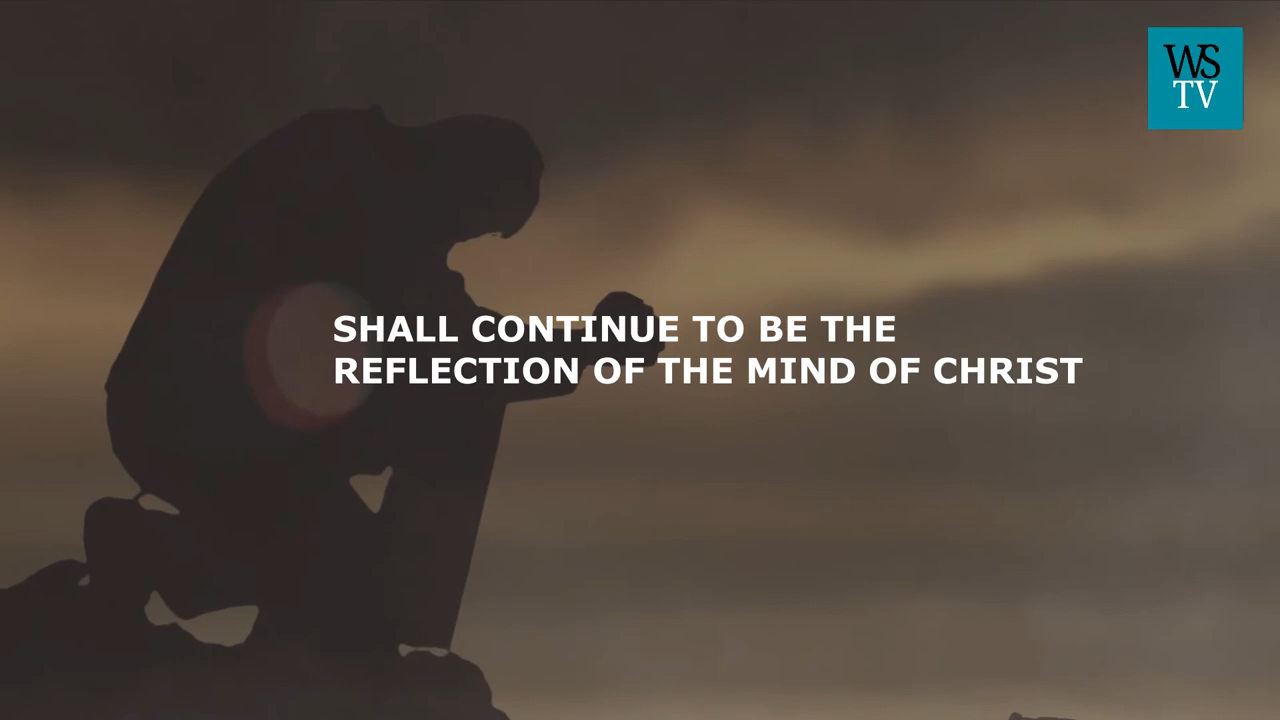 WS
TV
SHALL CONTINUE TO BE THE
REFLECTION OF THE MIND OF CHRIST